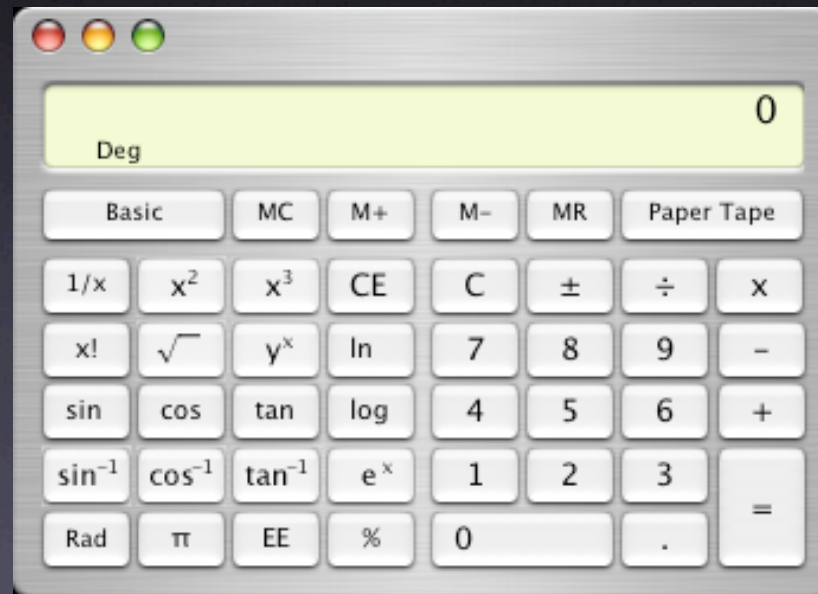 0
Deg
Basic MC M+ M- MR Paper Tape
1/x x² x³ CE C ± ÷ x
x! √ yˣ ln 7 8 9 −
sin cos tan log 4 5 6 +
sin⁻¹ cos⁻¹ tan⁻¹ eˣ 1 2 3 =
Rad π EE % 0 .